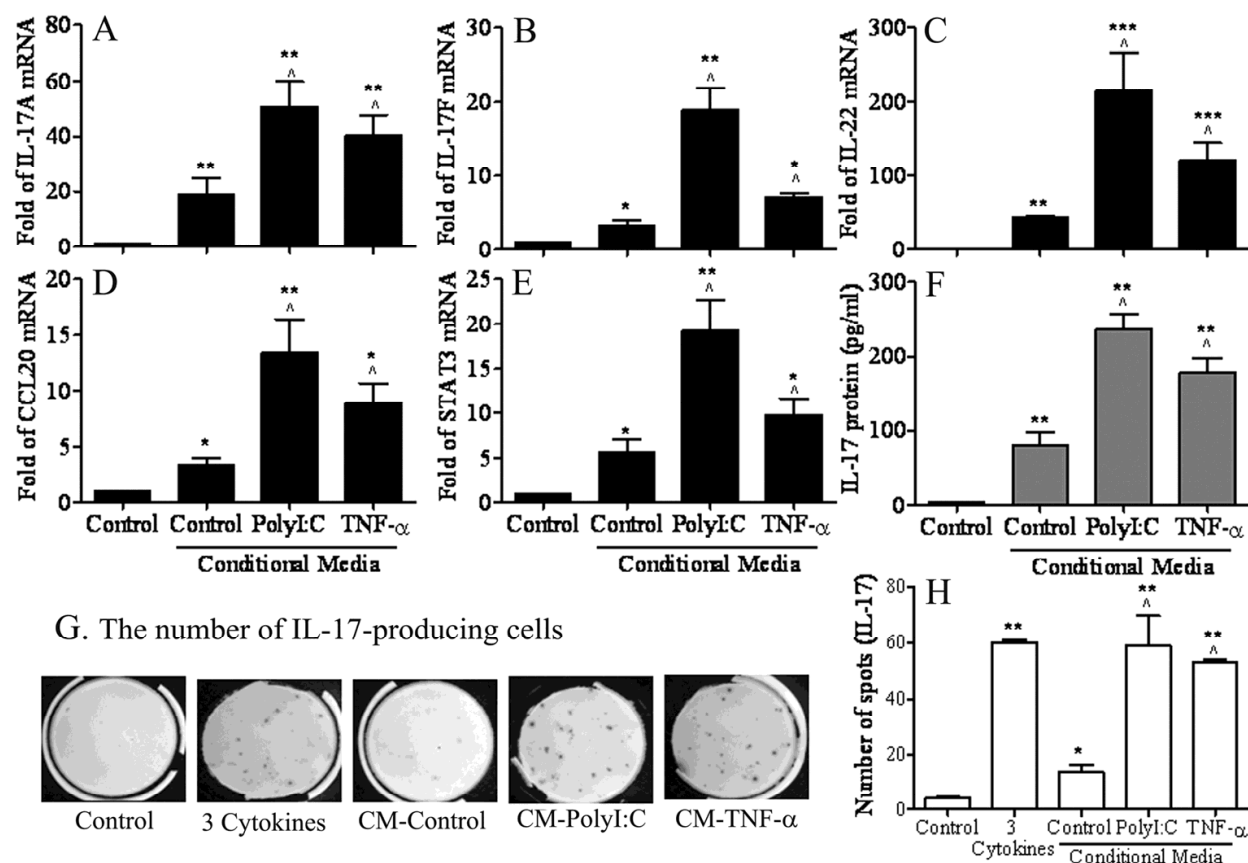 A
Fold of IL-17A mRNA
80
60
40
20
0
**
**
^
**
^
B
Fold of IL-17F mRNA
30
20
10
0
*
**
^
*
^
C
Fold of IL-22 mRNA
300
200
100
0
**
***
^
***
^
D
Fold of CCL20 mRNA
20
15
10
5
0
*
**
^
*
^
Control Control PolyI:C TNF-α
Conditional Media
E
Fold of STAT3 mRNA
25
20
15
10
5
0
*
**
^
*
^
Control Control PolyI:C TNF-α
Conditional Media
F
IL-17 protein (pg/ml)
300
200
100
0
**
**
^
**
^
Control Control PolyI:C TNF-α
Conditional Media
G. The number of IL-17-producing cells
Control 3 Cytokines CM-Control CM-PolyI:C CM-TNF-α
H
Number of spots (IL-17)
80
60
40
20
0
**
*
**
^
**
^
Control 3 Control PolyI:C TNF-α
Cytokines Conditional Media